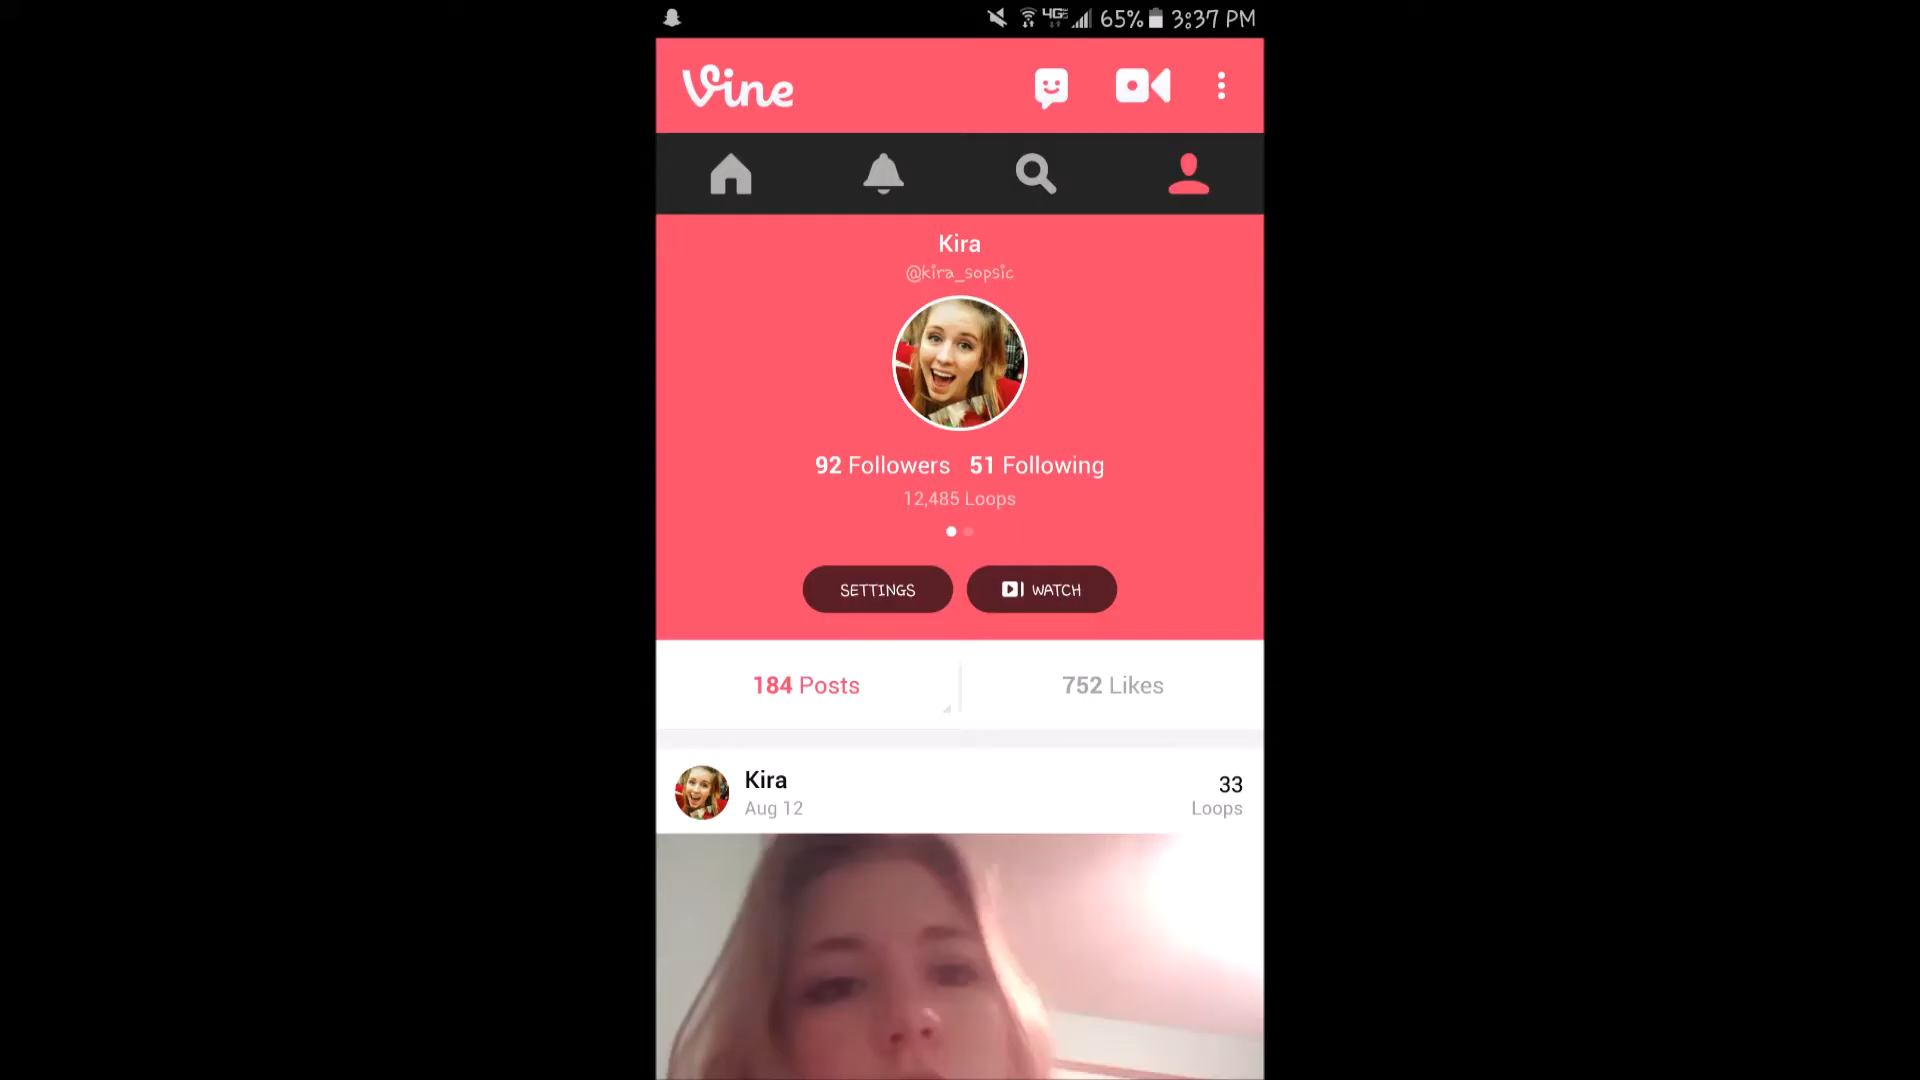 4G 65% 3:37 PM
Vine
Kira
@kira_sopsic
92 Followers 51 Following
12,485 Loops
SETTINGS WATCH
184 Posts 752 Likes
Kira 33
Aug 12 Loops